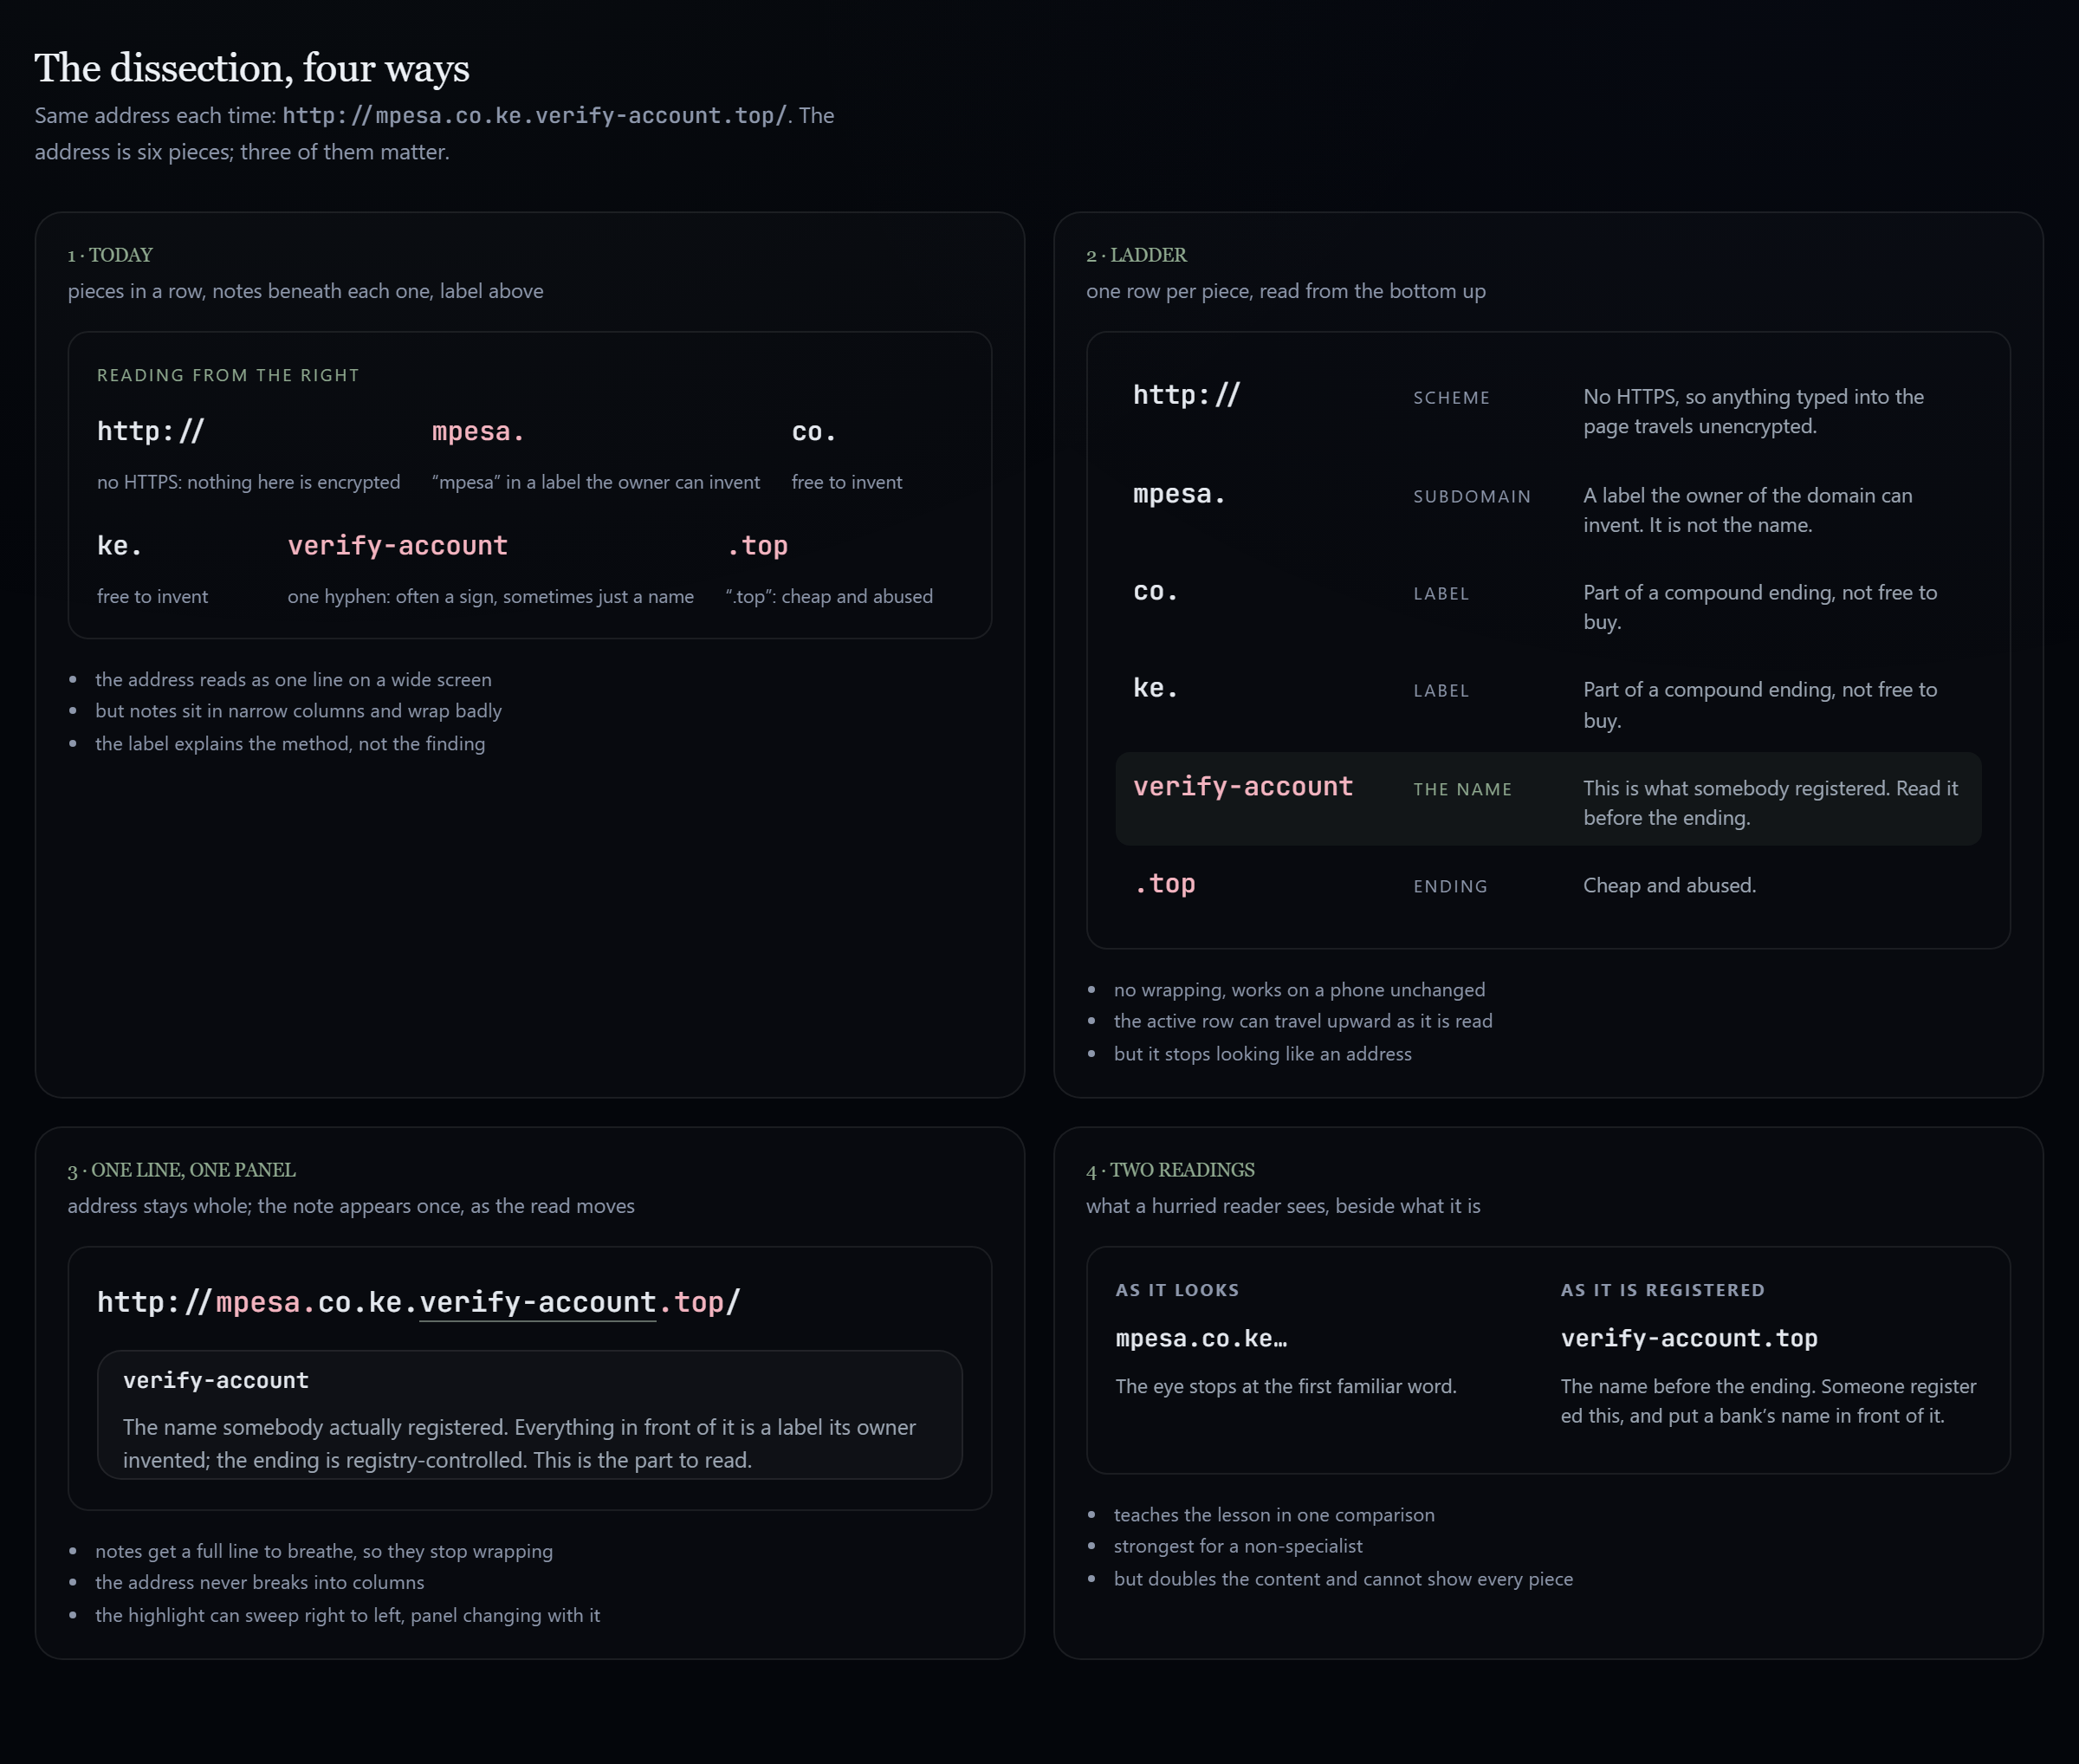 The dissection, four ways
Same address each time: http://mpesa.co.ke.verify-account.top/. The
address is six pieces; three of them matter.
1 · TODAY
pieces in a row, notes beneath each one, label above
READING FROM THE RIGHT
http:// mpesa. co.
no HTTPS: nothing here is encrypted “mpesa” in a label the owner can invent free to invent
ke. verify-account .top
free to invent one hyphen: often a sign, sometimes just a name “.top”: cheap and abused
• the address reads as one line on a wide screen
• but notes sit in narrow columns and wrap badly
• the label explains the method, not the finding
2 · LADDER
one row per piece, read from the bottom up
http:// SCHEME No HTTPS, so anything typed into the
page travels unencrypted.
mpesa. SUBDOMAIN A label the owner of the domain can
invent. It is not the name.
co. LABEL Part of a compound ending, not free to
buy.
ke. LABEL Part of a compound ending, not free to
buy.
verify-account THE NAME This is what somebody registered. Read it
before the ending.
.top ENDING Cheap and abused.
• no wrapping, works on a phone unchanged
• the active row can travel upward as it is read
• but it stops looking like an address
3 · ONE LINE, ONE PANEL
address stays whole; the note appears once, as the read moves
http://mpesa.co.ke.verify-account.top/
verify-account
The name somebody actually registered. Everything in front of it is a label its owner
invented; the ending is registry-controlled. This is the part to read.
• notes get a full line to breathe, so they stop wrapping
• the address never breaks into columns
• the highlight can sweep right to left, panel changing with it
4 · TWO READINGS
what a hurried reader sees, beside what it is
AS IT LOOKS
mpesa.co.ke…
The eye stops at the first familiar word.
AS IT IS REGISTERED
verify-account.top
The name before the ending. Someone register
ed this, and put a bank’s name in front of it.
• teaches the lesson in one comparison
• strongest for a non-specialist
• but doubles the content and cannot show every piece